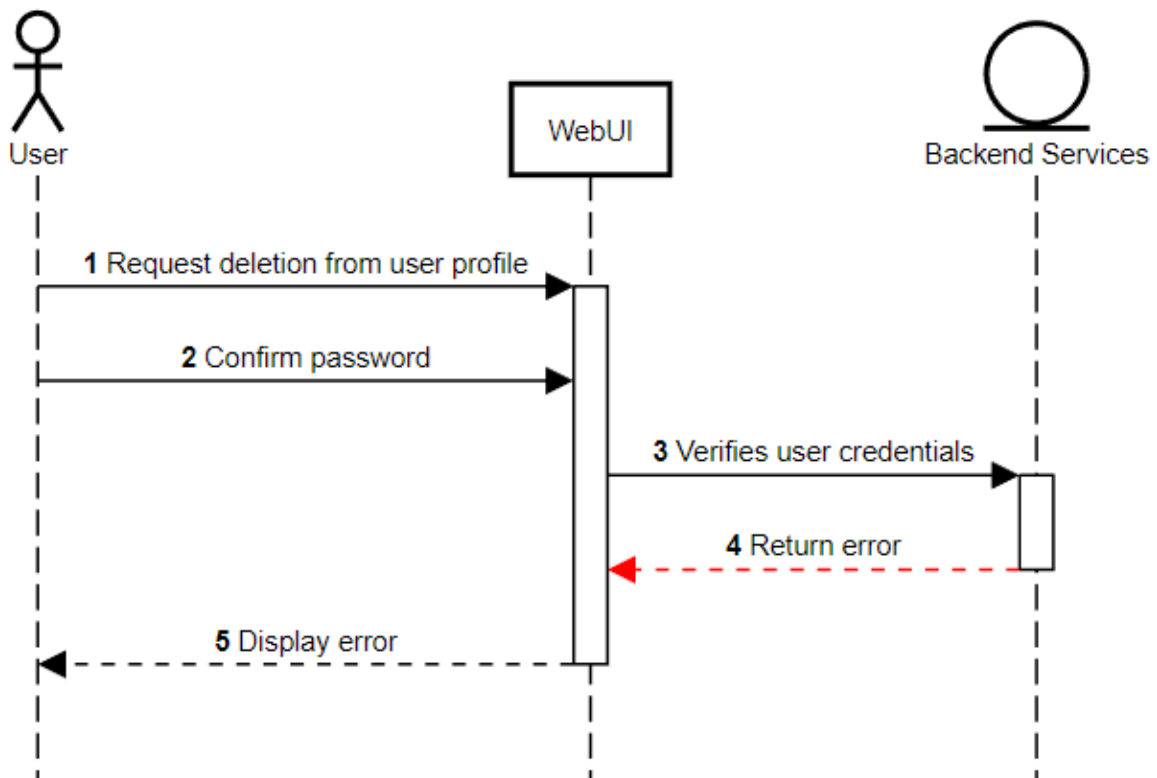 User
WebUI
Backend Services
1 Request deletion from user profile
2 Confirm password
3 Verifies user credentials
4 Return error
5 Display error